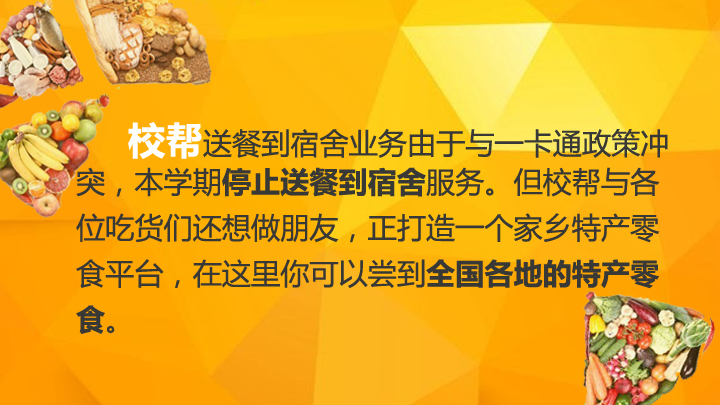 校帮送餐到宿舍业务由于与一卡通政策冲
突，本学期停止送餐到宿舍服务。但校帮与各
位吃货们还想做朋友，正打造一个家乡特产零
食平台，在这里你可以尝到全国各地的特产零
食。